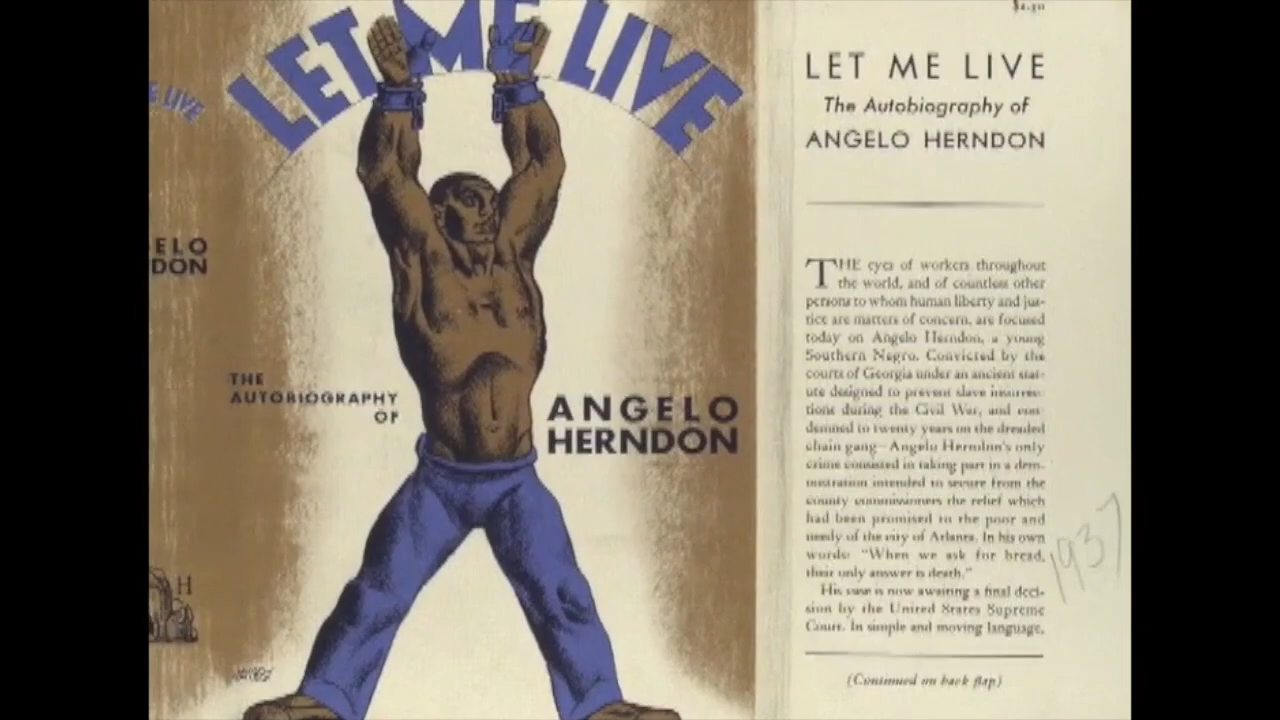 E LIVE
ELO
DON
H
LET ME LIVE
THE
AUTOBIOGRAPHY
OF
ANGELO
HERNDON
LET ME LIVE
The Autobiography of
ANGELO HERNDON
THE eyes of workers throughout
the world, and of countless other
persons to whom human liberty and jus-
tice are matters of concern, are focused
today on Angelo Herndon, a young
Southern Negro. Convicted by the
courts of Georgia under an ancient stat-
ute designed to prevent slave insurrec-
tions during the Civil War, and con-
demned to twenty years on the dreaded
chain gang—Angelo Herndon's only
crime consisted in taking part in a dem-
onstration intended to secure from the
county commissioners the relief which
had been promised to the poor and
needy of the city of Atlanta. In his own
words: "When we ask for bread,
their only answer is death."
His case is now awaiting a final deci-
sion by the United States Supreme
Court. In simple and moving language,
(Continued on back flap)
1937